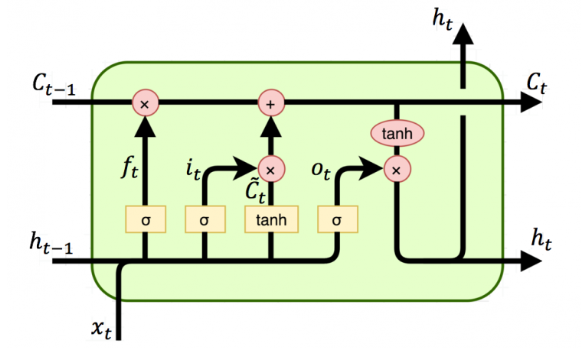 h_t
C_{t-1} × + C_t
tanh
f_t i_t × o_t ×
C̃_t
σ σ tanh σ
h_{t-1} h_t
x_t